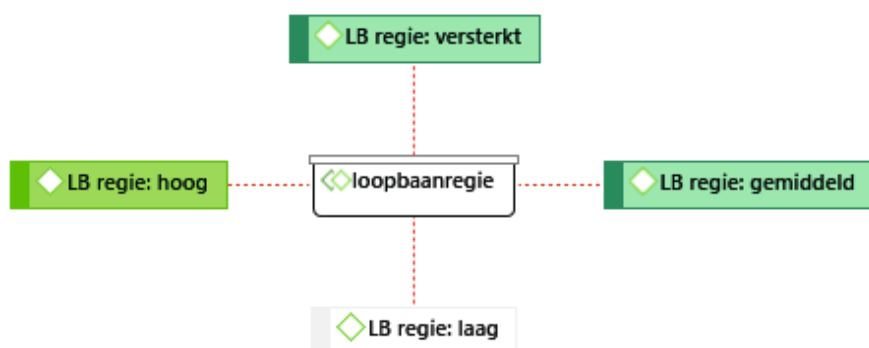 LB regie: versterkt
LB regie: hoog
loopbaanregie
LB regie: gemiddeld
LB regie: laag